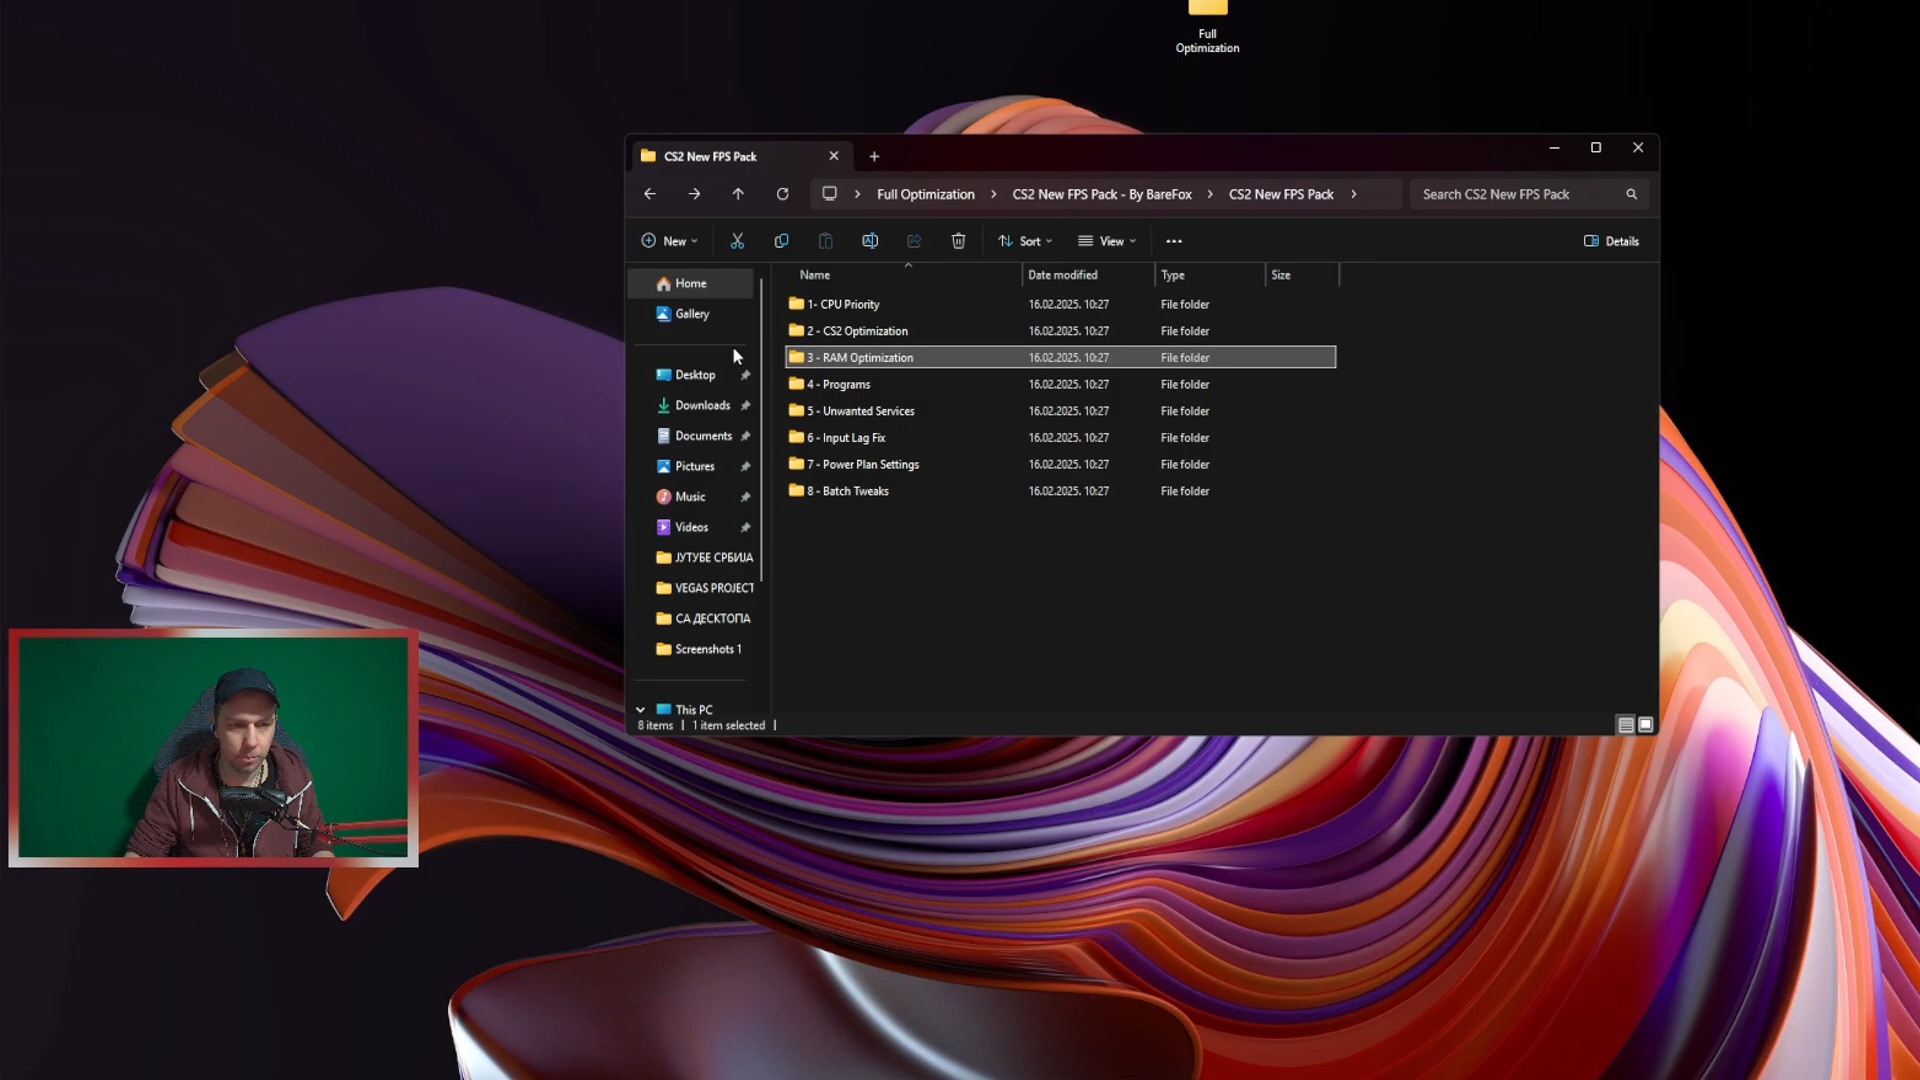 Full
Optimization
CS2 New FPS Pack
Full Optimization
CS2 New FPS Pack - By BareFox
CS2 New FPS Pack
Search CS2 New FPS Pack
New
Sort
View
Details
Home
Gallery
Desktop
Downloads
Documents
Pictures
Music
Videos
ЈУТУБЕ СРБИЈА
VEGAS PROJECT
СА ДЕСКТОПА
Screenshots 1
This PC
Name Date modified Type Size
1- CPU Priority 16.02.2025. 10:27 File folder
2 - CS2 Optimization 16.02.2025. 10:27 File folder
3 - RAM Optimization 16.02.2025. 10:27 File folder
4 - Programs 16.02.2025. 10:27 File folder
5 - Unwanted Services 16.02.2025. 10:27 File folder
6 - Input Lag Fix 16.02.2025. 10:27 File folder
7 - Power Plan Settings 16.02.2025. 10:27 File folder
8 - Batch Tweaks 16.02.2025. 10:27 File folder
8 items 1 item selected